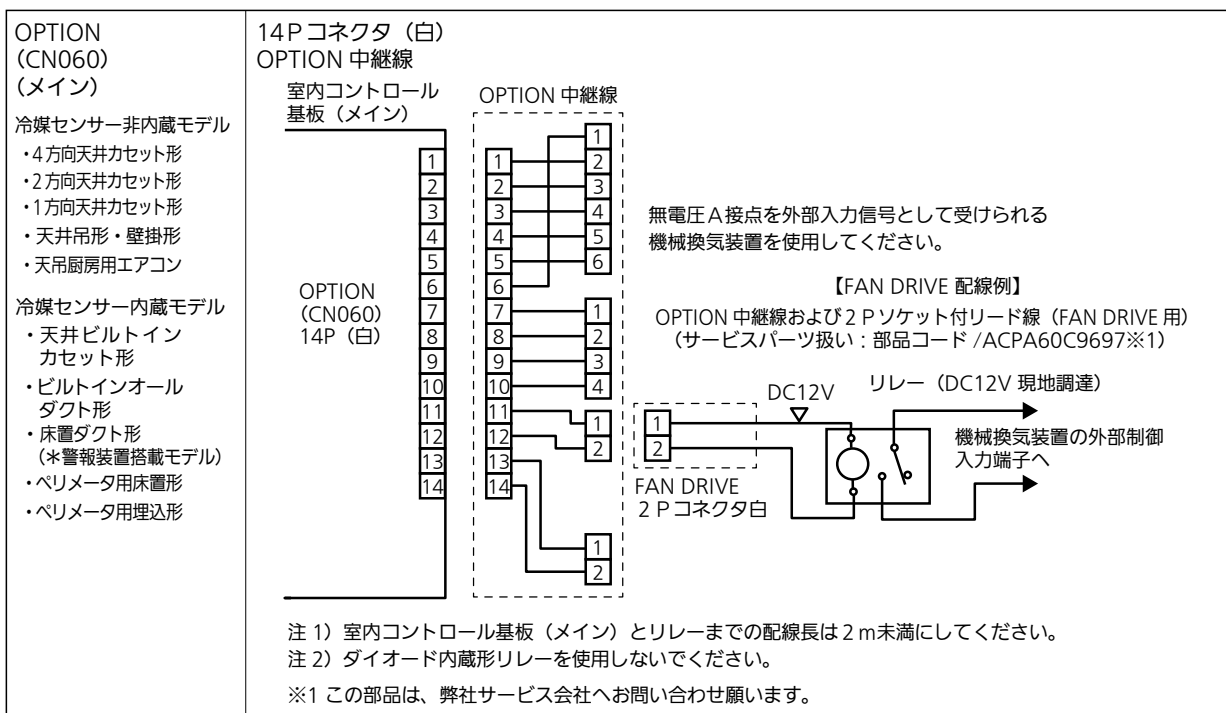 OPTION
（CN060）
（メイン）
冷媒センサー非内蔵モデル
・4方向天井カセット形
・2方向天井カセット形
・1方向天井カセット形
・天井吊形・壁掛形
・天吊厨房用エアコン
冷媒センサー内蔵モデル
・天井ビルトイン
カセット形
・ビルトインオール
ダクト形
・床置ダクト形
（＊警報装置搭載モデル）
・ペリメータ用床置形
・ペリメータ用埋込形
14Pコネクタ（白）
OPTION 中継線
室内コントロール
基板（メイン）
OPTION 中継線
1
2
3
4
5
6
7
8
9
10
11
12
13
14
OPTION
（CN060）
14P（白）
1
2
3
4
5
6
7
8
9
10
11
12
13
14
1
2
3
4
5
6
1
2
3
4
1
2
1
2
無電圧A接点を外部入力信号として受けられる
機械換気装置を使用してください。
【FAN DRIVE 配線例】
OPTION 中継線および2Pソケット付リード線（FAN DRIVE 用）
（サービスパーツ扱い：部品コード /ACPA60C9697※1）
DC12V
リレー（DC12V 現地調達）
1
2
FAN DRIVE
2Pコネクタ白
機械換気装置の外部制御
入力端子へ
注 1）室内コントロール基板（メイン）とリレーまでの配線長は2m未満にしてください。
注 2）ダイオード内蔵形リレーを使用しないでください。
※1 この部品は、弊社サービス会社へお問い合わせ願います。